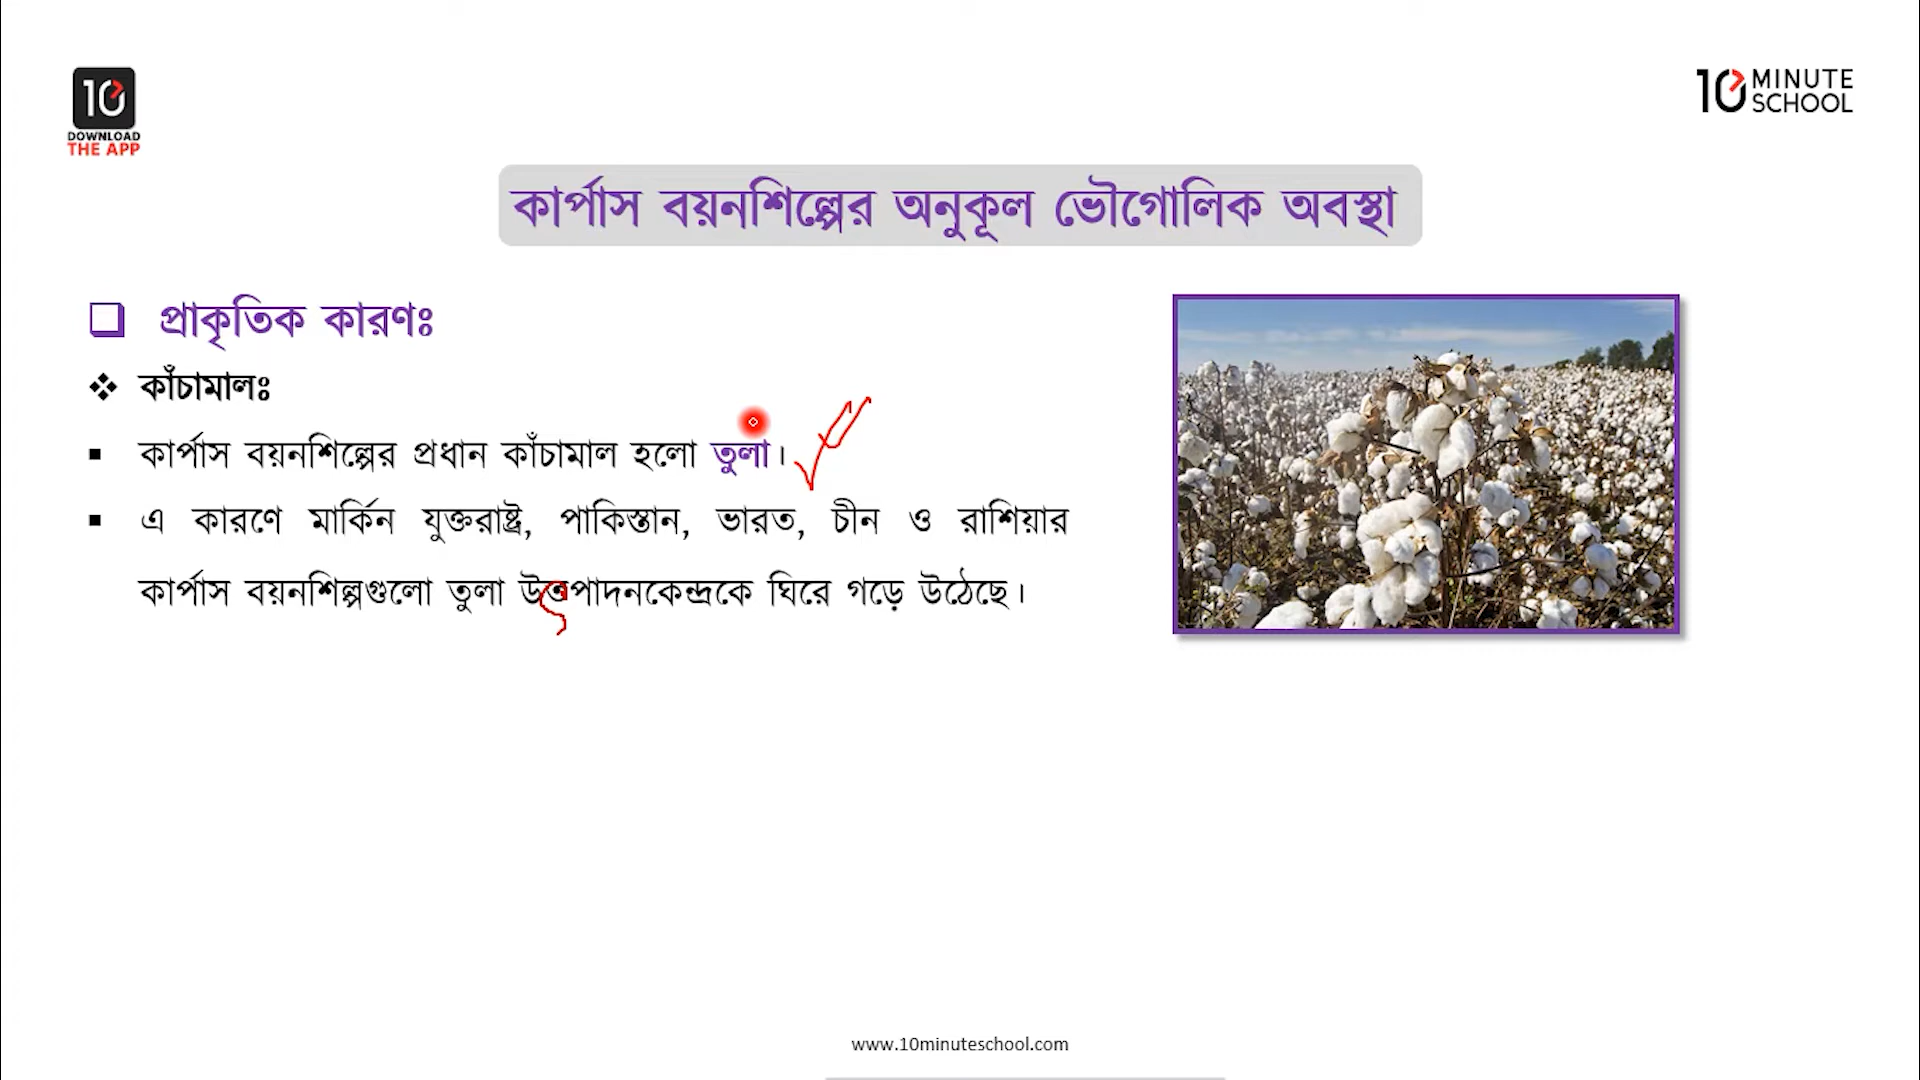 10
DOWNLOAD
THE APP
10 MINUTE
SCHOOL
কার্পাস বয়নশিল্পের অনুকূল ভৌগোলিক অবস্থা
প্রাকৃতিক কারণঃ
কাঁচামালঃ
কার্পাস বয়নশিল্পের প্রধান কাঁচামাল হলো তুলা।
এ কারণে মার্কিন যুক্তরাষ্ট্র, পাকিস্তান, ভারত, চীন ও রাশিয়ার
কার্পাস বয়নশিল্পগুলো তুলা উৎপাদনকেন্দ্রকে ঘিরে গড়ে উঠেছে।
www.10minuteschool.com